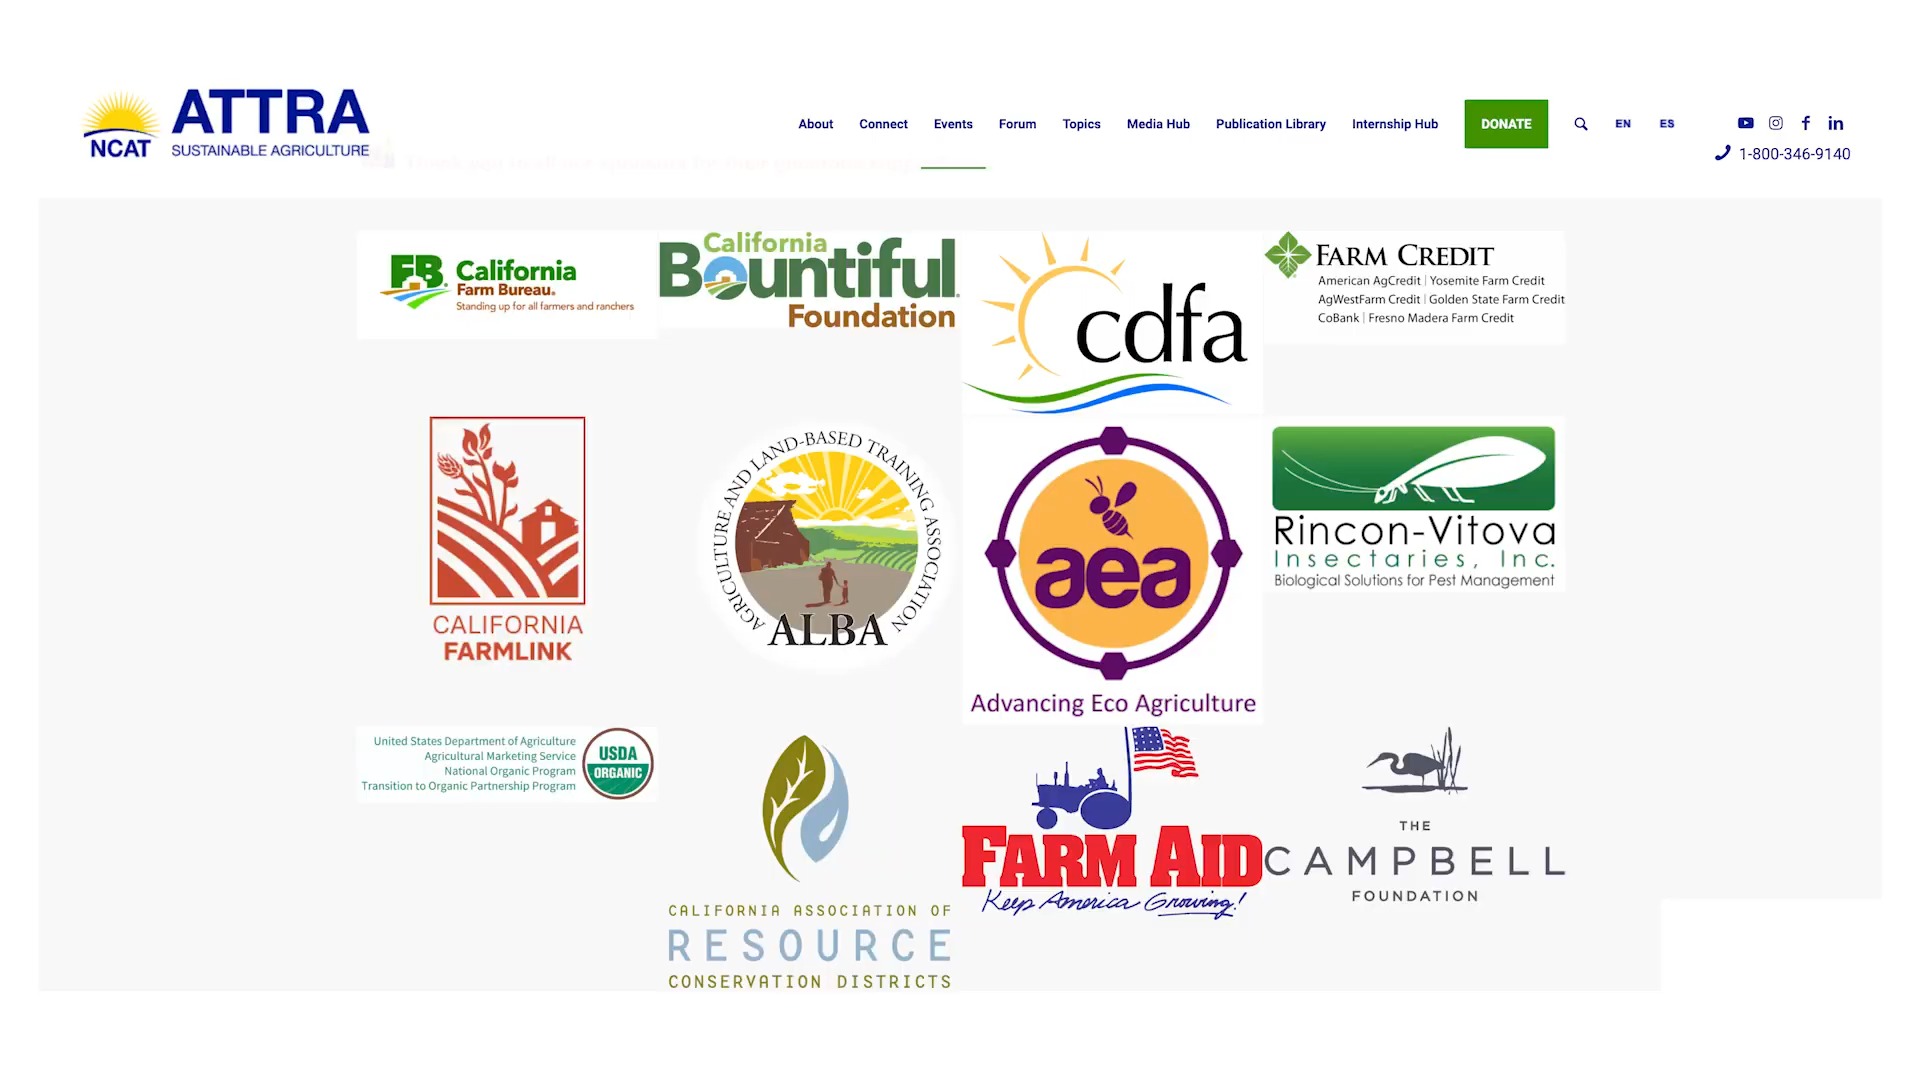 ATTRA
NCAT
SUSTAINABLE AGRICULTURE
About
Connect
Events
Forum
Topics
Media Hub
Publication Library
Internship Hub
DONATE
EN
ES
1-800-346-9140
FB
California
Farm Bureau.
Standing up for all farmers and ranchers
California
Bountiful
Foundation
cdfa
FARM CREDIT
American AgCredit | Yosemite Farm Credit
AgWestFarm Credit | Golden State Farm Credit
CoBank | Fresno Madera Farm Credit
CALIFORNIA
FARMLINK
AGRICULTURE AND LAND-BASED TRAINING ASSOCIATION
ALBA
aea
Advancing Eco Agriculture
Rincon-Vitova
Insectaries, Inc.
Biological Solutions for Pest Management
United States Department of Agriculture
Agricultural Marketing Service
National Organic Program
Transition to Organic Partnership Program
USDA
ORGANIC
CALIFORNIA ASSOCIATION OF
RESOURCE
CONSERVATION DISTRICTS
FARM AID
Keep America Growing!
THE
CAMPBELL
FOUNDATION